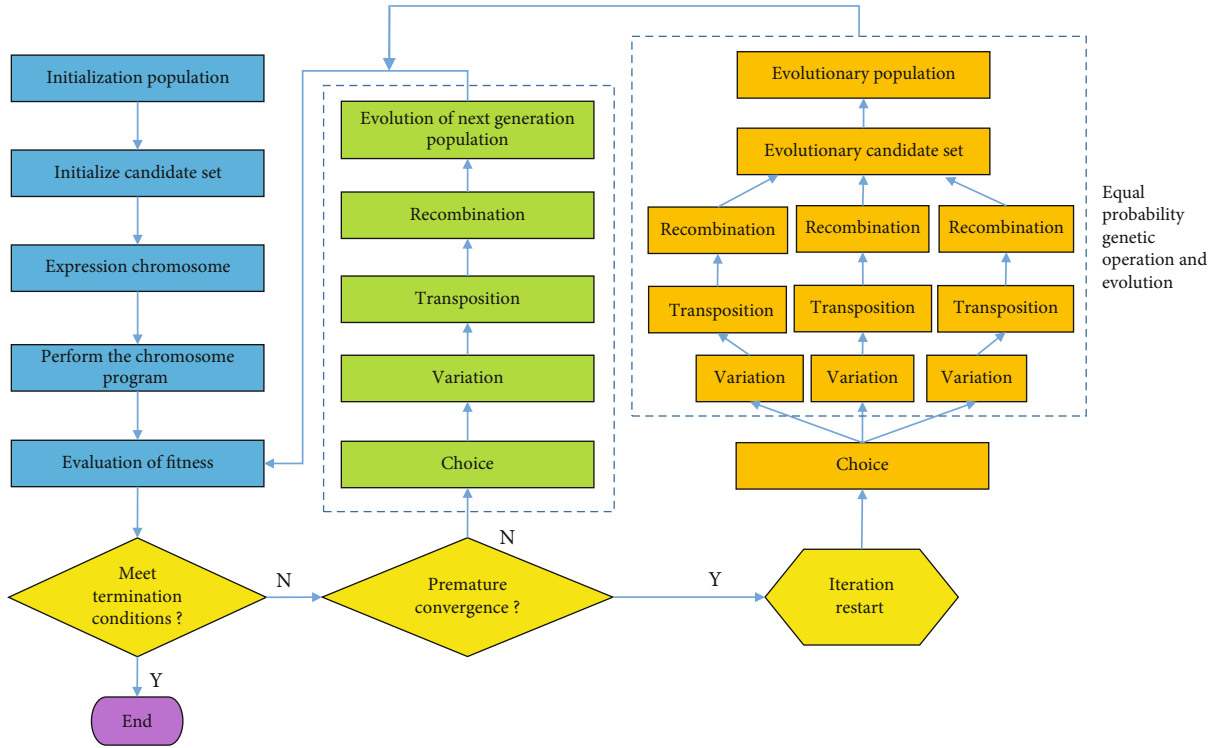 Initialization population
Initialize candidate set
Expression chromosome
Perform the chromosome
program
Evaluation of fitness
Meet
termination
conditions ?
Y
End
N
Evolution of next generation
population
Recombination
Transposition
Variation
Choice
N
Premature
convergence ?
Y
Evolutionary population
Evolutionary candidate set
Recombination
Recombination
Recombination
Transposition
Transposition
Transposition
Variation
Variation
Variation
Choice
Iteration
restart
Equal
probability
genetic
operation and
evolution